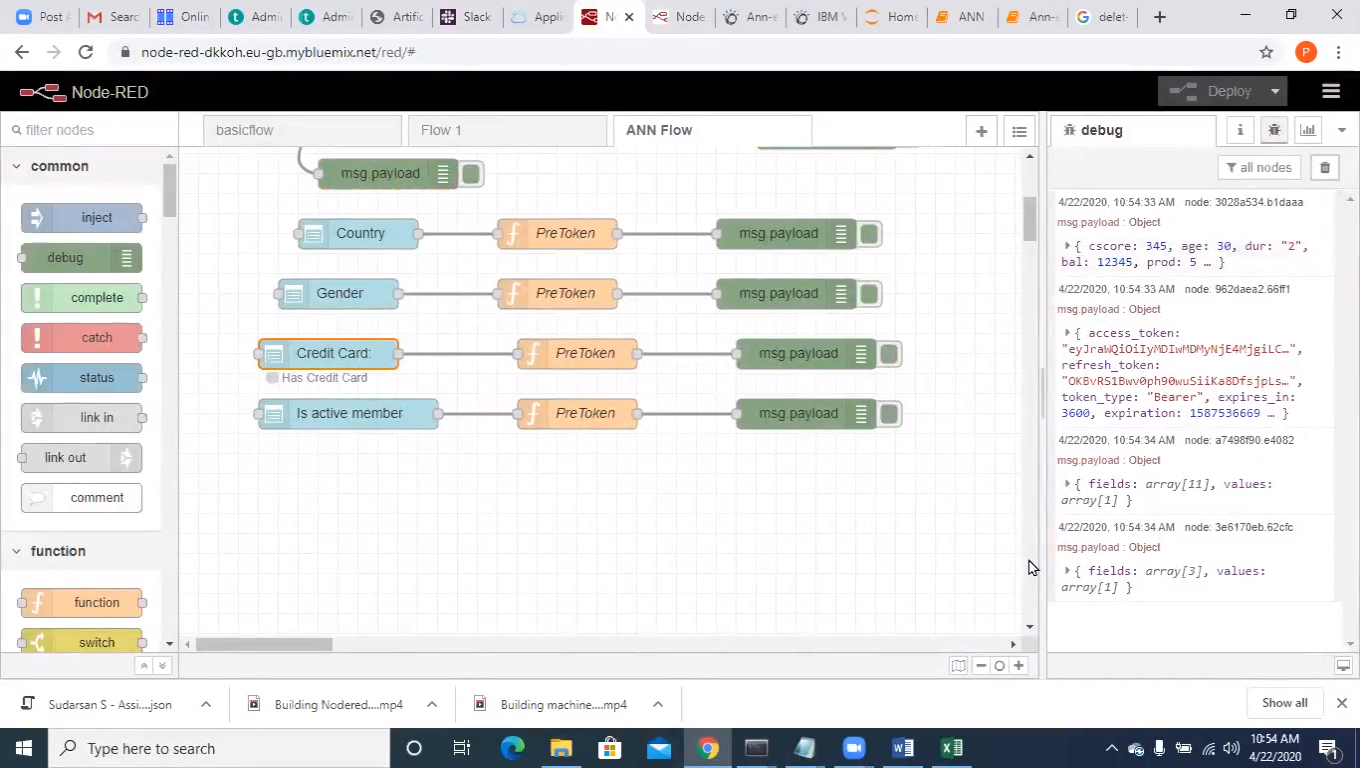 Post A
Searc
Onlin
Admi
Admi
Artific
Slack
Appli
No
Node
Ann-e
IBM W
Home
ANN
Ann-e
delet
node-red-dkkoh.eu-gb.mybluemix.net/red/#
P
Node-RED
Deploy
filter nodes
basicflow
Flow 1
ANN Flow
debug
common
inject
debug
complete
catch
status
link in
link out
comment
function
function
switch
msg.payload
Country
PreToken
msg.payload
Gender
PreToken
msg.payload
Credit Card:
PreToken
msg.payload
Has Credit Card
Is active member
PreToken
msg.payload
all nodes
4/22/2020, 10:54:33 AM node: 3028a534.b1daaa
msg.payload : Object
{ cscore: 345, age: 30, dur: "2",
bal: 12345, prod: 5 … }
4/22/2020, 10:54:33 AM node: 962daea2.66ff1
msg.payload : Object
{ access_token:
"eyJraWQiOiIyMDIwMDMyNjE4MjgiLC…",
refresh_token:
"OKBvRS1Bwv0ph90wuSiiKa8DfsjpLs…",
token_type: "Bearer", expires_in:
3600, expiration: 1587536669 … }
4/22/2020, 10:54:34 AM node: a7498f90.e4082
msg.payload : Object
{ fields: array[11], values:
array[1] }
4/22/2020, 10:54:34 AM node: 3e6170eb.62cfc
msg.payload : Object
{ fields: array[3], values:
array[1] }
Sudarsan S - Assi....json
Building Nodered....mp4
Building machine....mp4
Show all
Type here to search
10:54 AM
4/22/2020
1